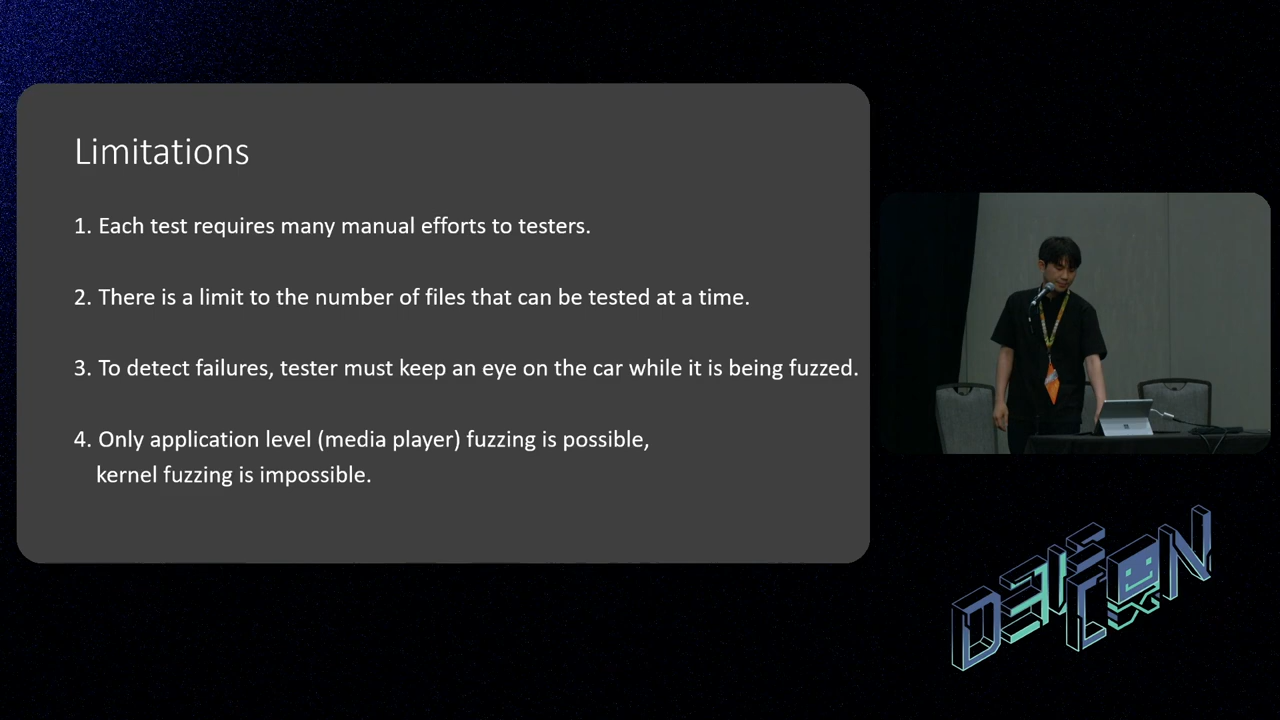 Limitations
1. Each test requires many manual efforts to testers.
2. There is a limit to the number of files that can be tested at a time.
3. To detect failures, tester must keep an eye on the car while it is being fuzzed.
4. Only application level (media player) fuzzing is possible,
kernel fuzzing is impossible.
DEF CON